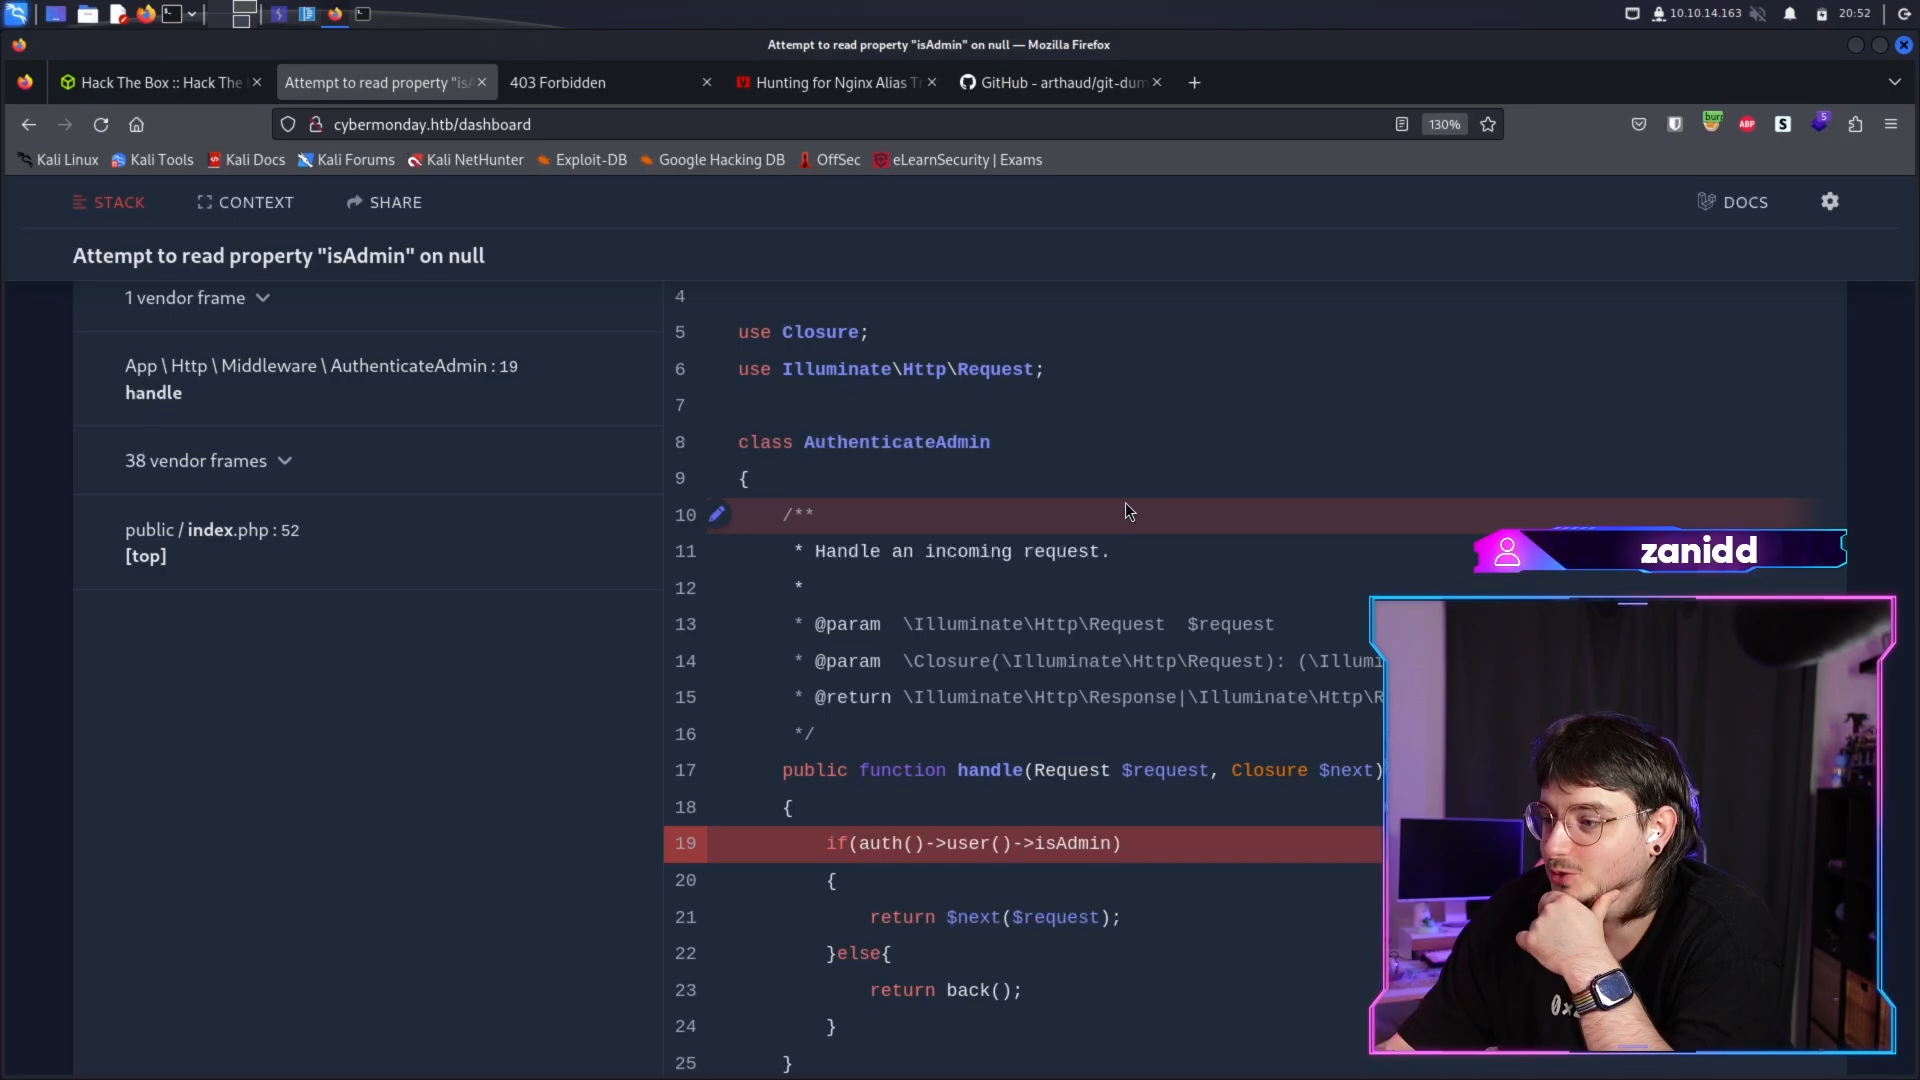 10.10.14.163
20:52
Attempt to read property "isAdmin" on null — Mozilla Firefox
Hack The Box :: Hack The
Attempt to read property "is
403 Forbidden
Hunting for Nginx Alias Tr
GitHub - arthaud/git-dum
cybermonday.htb/dashboard
130%
burp
ABP
S
5
Kali Linux
Kali Tools
Kali Docs
Kali Forums
Kali NetHunter
Exploit-DB
Google Hacking DB
OffSec
eLearnSecurity | Exams
STACK
CONTEXT
SHARE
DOCS
Attempt to read property "isAdmin" on null
1 vendor frame
App \ Http \ Middleware \ AuthenticateAdmin : 19
handle
38 vendor frames
public / index.php : 52
[top]
4
5 use Closure;
6 use Illuminate\Http\Request;
7
8 class AuthenticateAdmin
9 {
10 /**
11 * Handle an incoming request.
12 *
13 * @param \Illuminate\Http\Request $request
14 * @param \Closure(\Illuminate\Http\Request): (\Illumi
15 * @return \Illuminate\Http\Response|\Illuminate\Http\R
16 */
17 public function handle(Request $request, Closure $next)
18 {
19 if(auth()->user()->isAdmin)
20 {
21 return $next($request);
22 }else{
23 return back();
24 }
25 }
zanidd